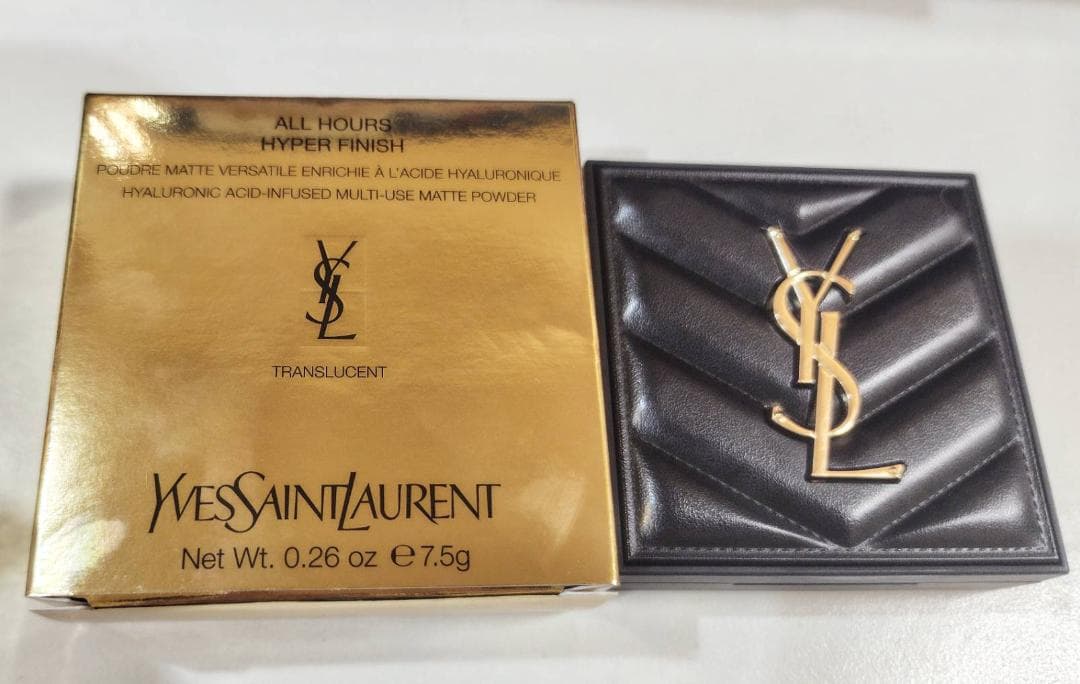 ALL HOURS
HYPER FINISH
POUDRE MATTE VERSATILE ENRICHIE À L'ACIDE HYALURONIQUE
HYALURONIC ACID-INFUSED MULTI-USE MATTE POWDER
YSL
TRANSLUCENT
YVESSAINTLAURENT
Net Wt. 0.26 oz ℮ 7.5g
YSL